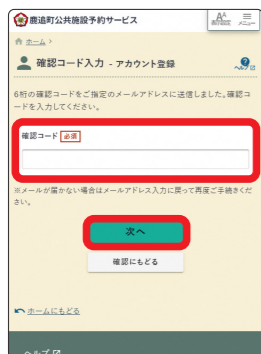 鹿追町公共施設予約サービス
ホーム
確認コード入力 - アカウント登録
6桁の確認コードをご指定のメールアドレスに送信しました。確認コ
ードを入力してください。
確認コード 必須
※メールが届かない場合はメールアドレス入力に戻って再度ご手続きくだ
さい。
次へ
確認にもどる
ホームにもどる
ヘルプ